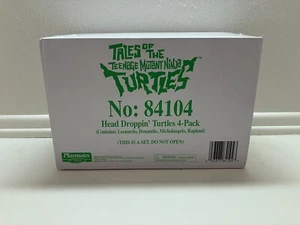 TALES OF THE
TEENAGE MUTANT NINJA
TURTLES
No: 84104
Head Droppin' Turtles 4-Pack
(Contains: Leonardo, Donatello, Michelangelo, Raphael)
(THIS IS A SET. DO NOT OPEN)
Playmates